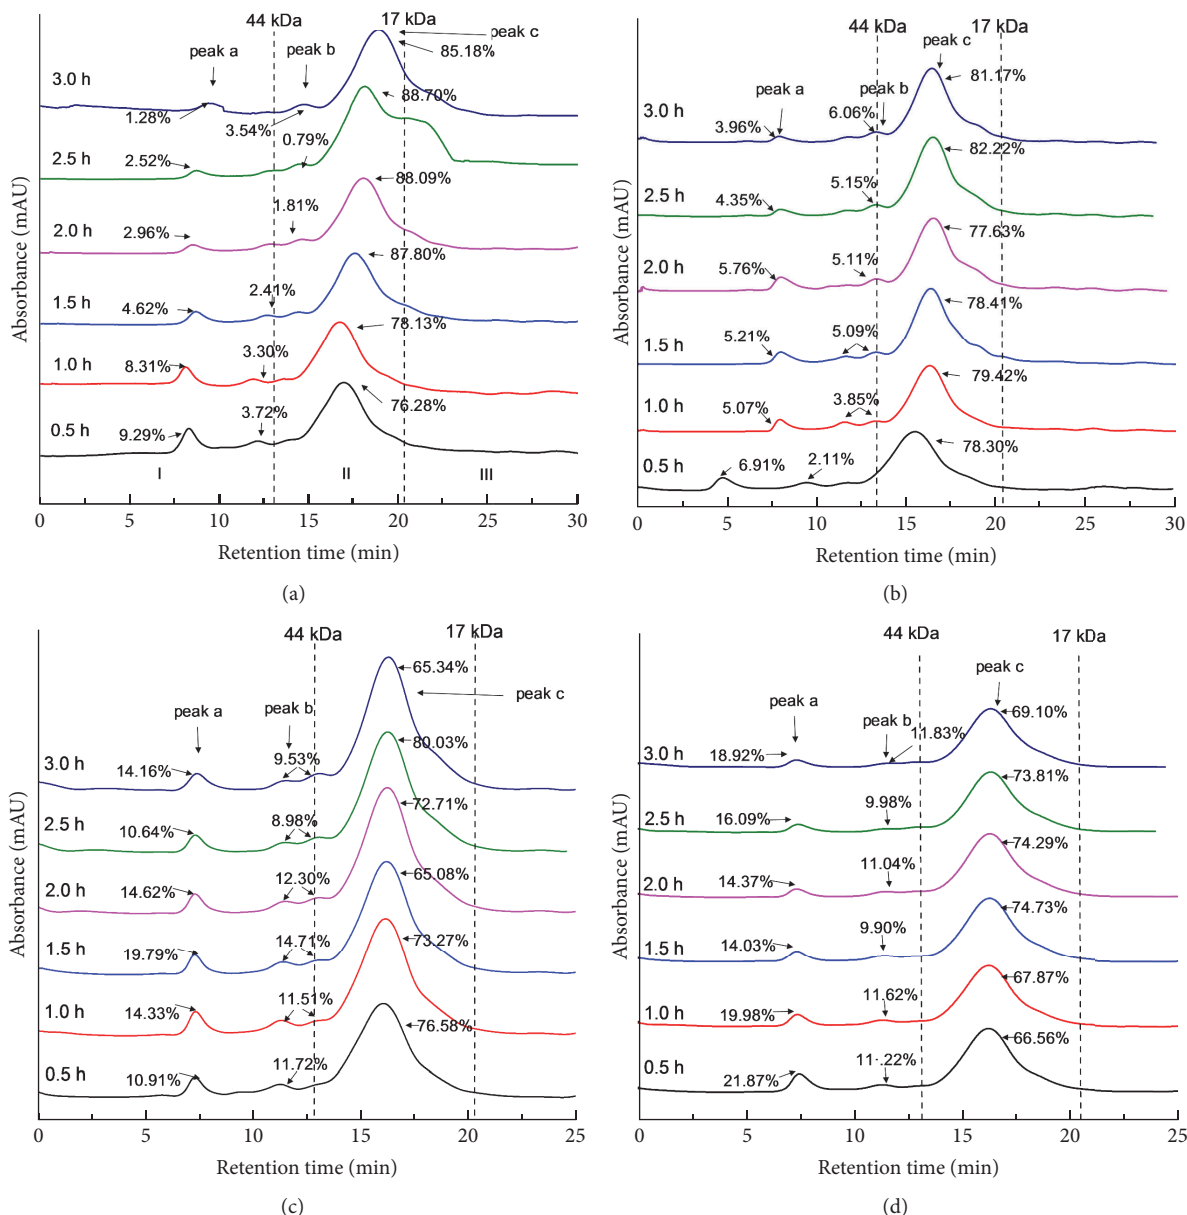 44 kDa
17 kDa
peak a
peak b
peak c
85.18%
3.0 h
1.28%
3.54%
88.70%
0.79%
2.5 h
2.52%
88.09%
1.81%
2.0 h
2.96%
87.80%
2.41%
1.5 h
4.62%
78.13%
3.30%
1.0 h
8.31%
76.28%
3.72%
0.5 h
9.29%
I
II
III
0 5 10 15 20 25 30
Retention time (min)
Absorbance (mAU)
(a)
44 kDa
17 kDa
peak c
81.17%
peak a
peak b
3.0 h
3.96%
6.06%
82.22%
2.5 h
4.35%
5.15%
77.63%
2.0 h
5.76%
5.11%
78.41%
1.5 h
5.21%
5.09%
79.42%
1.0 h
5.07%
3.85%
78.30%
0.5 h
6.91%
2.11%
0 5 10 15 20 25 30
Retention time (min)
Absorbance (mAU)
(b)
44 kDa
17 kDa
65.34%
peak c
peak a
peak b
3.0 h
14.16%
9.53%
80.03%
2.5 h
10.64%
8.98%
72.71%
2.0 h
14.62%
12.30%
65.08%
1.5 h
19.79%
14.71%
73.27%
1.0 h
14.33%
11.51%
76.58%
0.5 h
10.91%
11.72%
0 5 10 15 20 25
Retention time (min)
Absorbance (mAU)
(c)
44 kDa
17 kDa
peak c
69.10%
peak a
peak b
11.83%
3.0 h
18.92%
73.81%
2.5 h
16.09%
9.98%
74.29%
2.0 h
14.37%
11.04%
74.73%
1.5 h
14.03%
9.90%
67.87%
1.0 h
19.98%
11.62%
66.56%
0.5 h
21.87%
11·.22%
0 5 10 15 20 25
Retention time (min)
Absorbance (mAU)
(d)